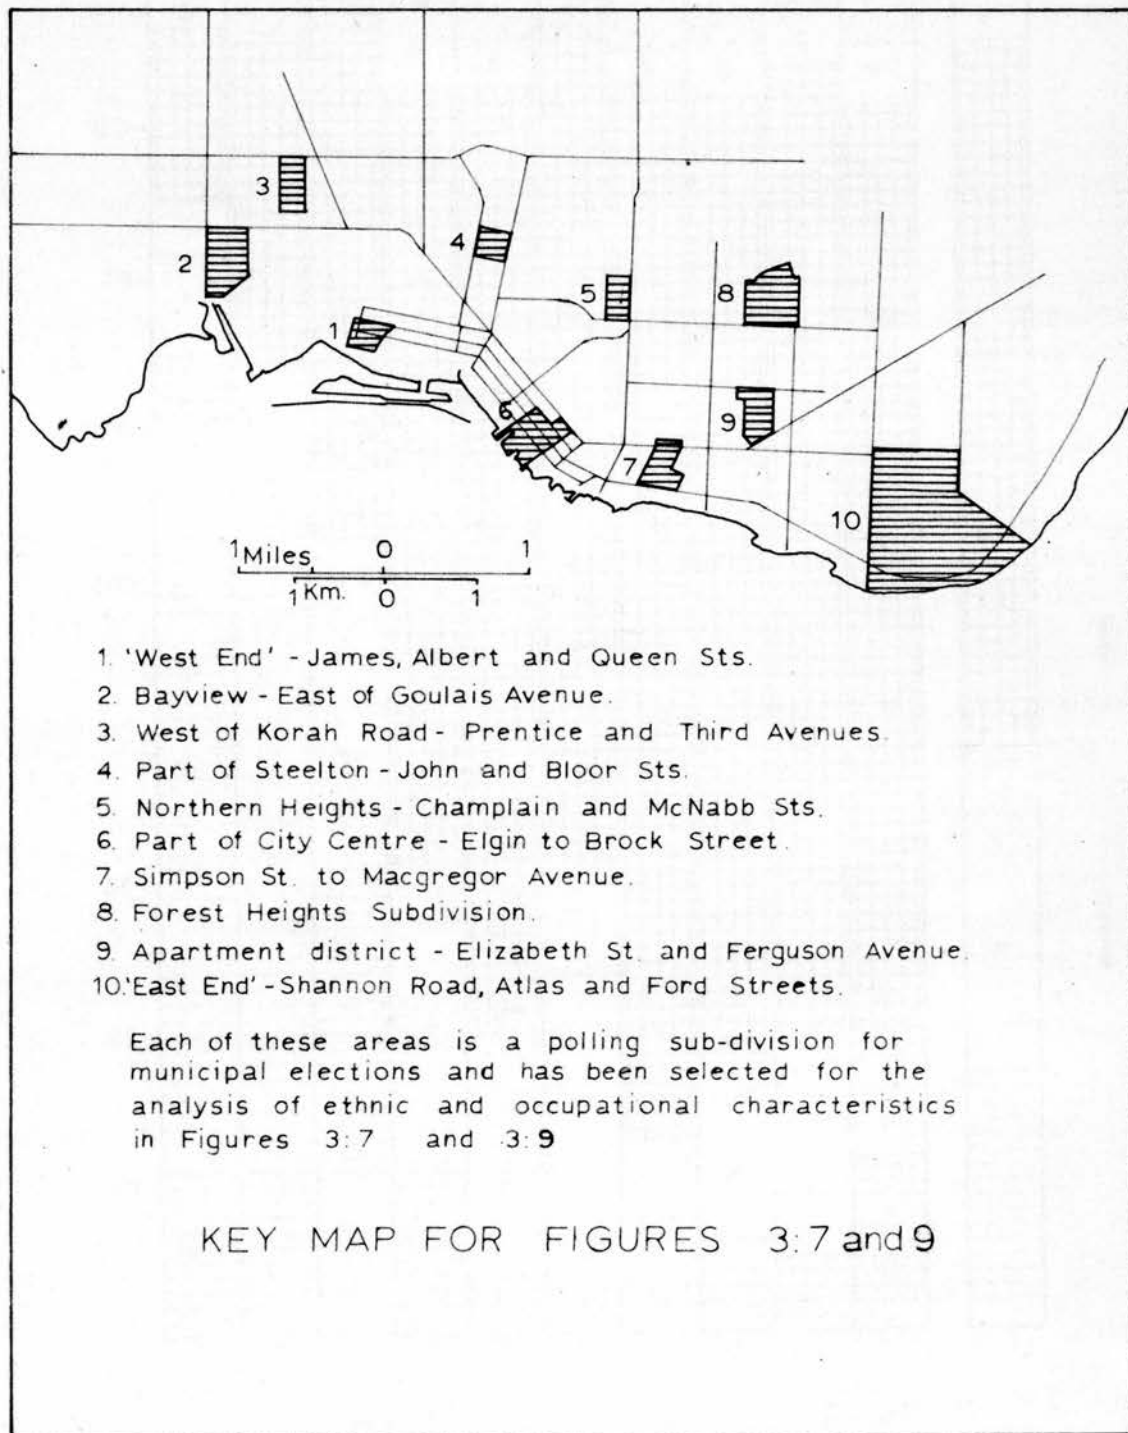 3
2
4
5
8
1
6
9
7
10
1 Miles 0 1
1 Km. 0 1
1. 'West End' - James, Albert and Queen Sts.
2. Bayview - East of Goulais Avenue.
3. West of Korah Road - Prentice and Third Avenues.
4. Part of Steelton - John and Bloor Sts.
5. Northern Heights - Champlain and McNabb Sts.
6. Part of City Centre - Elgin to Brock Street.
7. Simpson St. to Macgregor Avenue.
8. Forest Heights Subdivision.
9. Apartment district - Elizabeth St. and Ferguson Avenue.
10. 'East End' - Shannon Road, Atlas and Ford Streets.
Each of these areas is a polling sub-division for
municipal elections and has been selected for the
analysis of ethnic and occupational characteristics
in Figures 3:7 and 3:9
KEY MAP FOR FIGURES 3:7 and 9